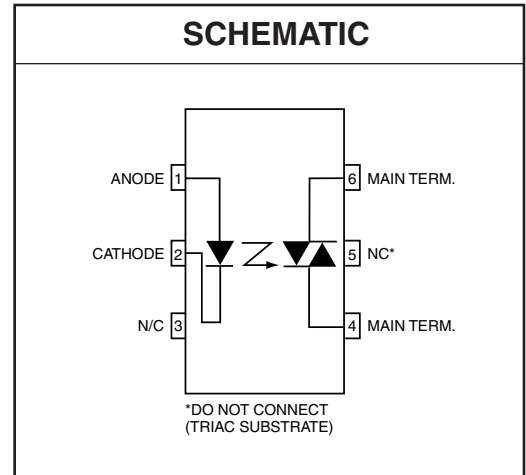 SCHEMATIC
ANODE 1
6 MAIN TERM.
CATHODE 2
5 NC*
N/C 3
4 MAIN TERM.
*DO NOT CONNECT
(TRIAC SUBSTRATE)